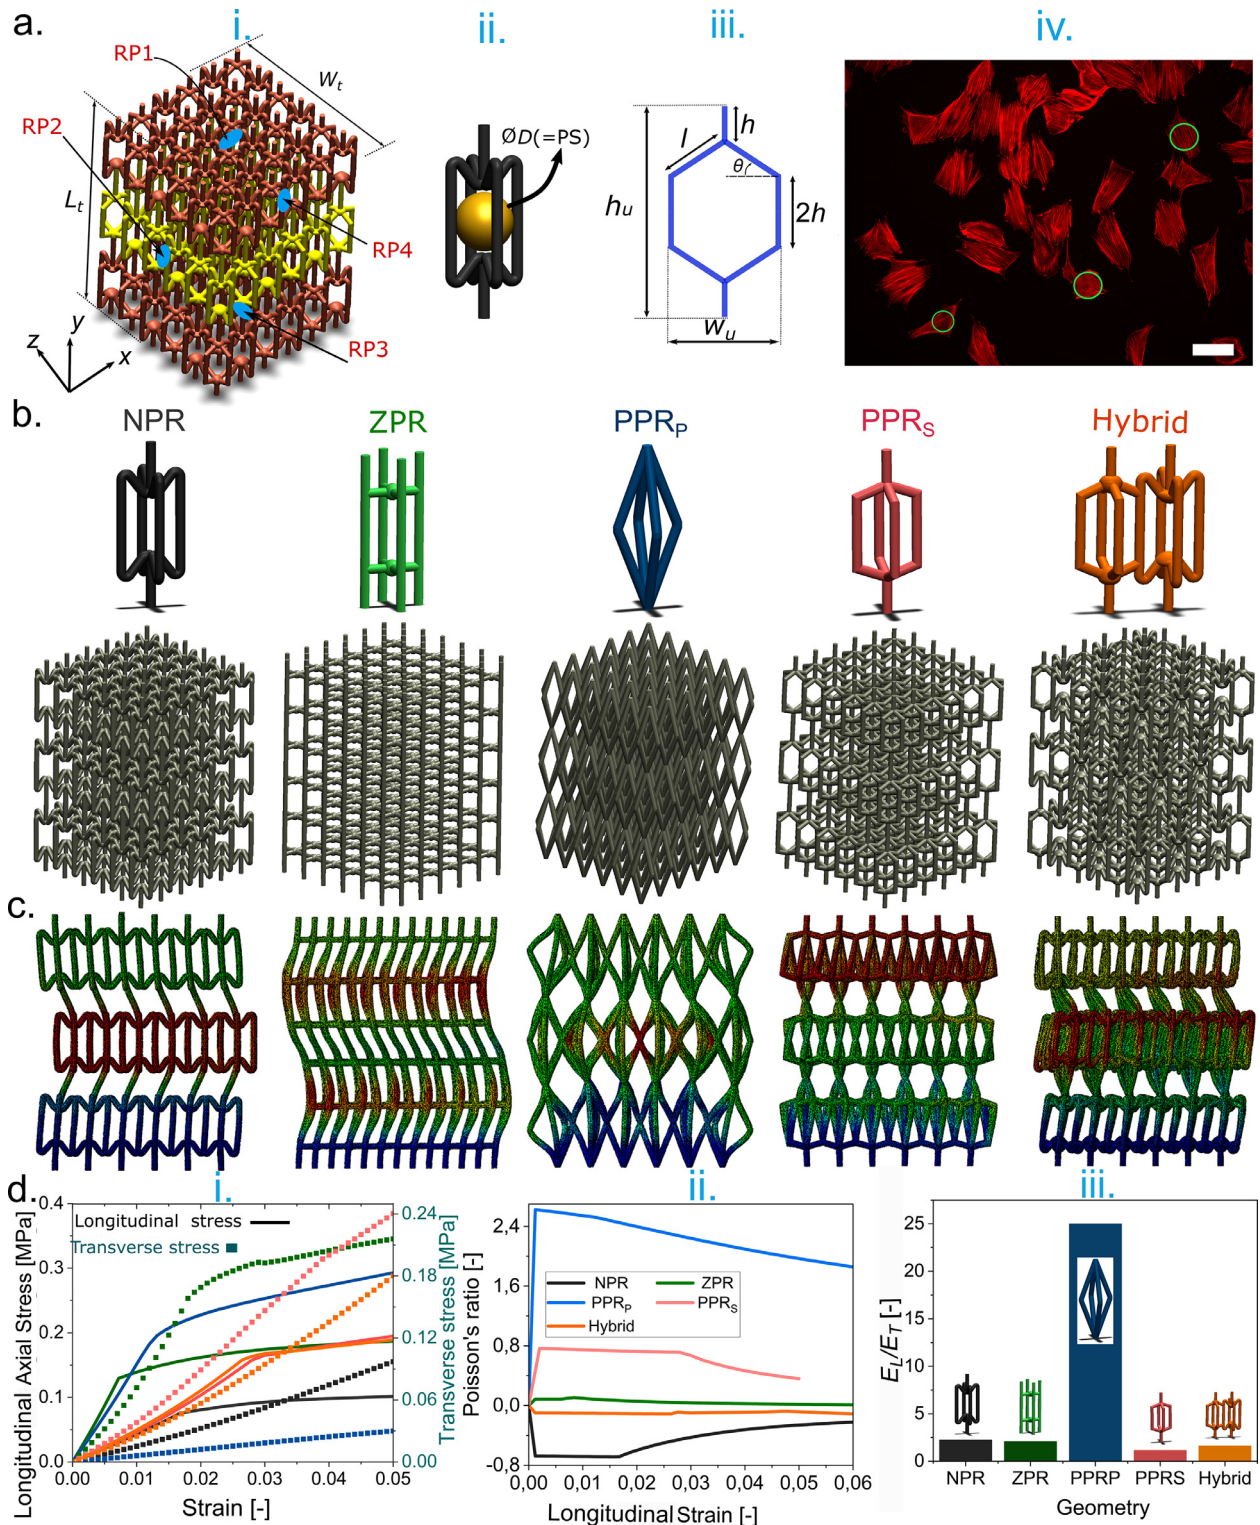 a.
i.
ii.
iii.
iv.
RP1
W_t
RP2
L_t
RP4
RP3
z
y
x
ØD(=PS)
h
l
θ
h_u
2h
w_u
b.
NPR
ZPR
PPR_P
PPR_S
Hybrid
c.
d.
i.
Longitudinal Axial Stress [MPa]
0.4
0.3
0.2
0.1
0.0
Longitudinal stress
Transverse stress
0.24
0.18
0.12
0.06
0.00
Transverse stress [MPa]
0.00
0.01
0.02
0.03
0.04
0.05
Strain [-]
ii.
Poisson's ratio [-]
2,4
1,6
0.8
0,0
-0,8
NPR
ZPR
PPR_P
PPR_S
Hybrid
0,00
0,01
0,02
0,03
0,04
0,05
0,06
Longitudinal Strain [-]
iii.
E_L/E_T [-]
25
20
15
10
5
0
NPR
ZPR
PPRP
PPRS
Hybrid
Geometry